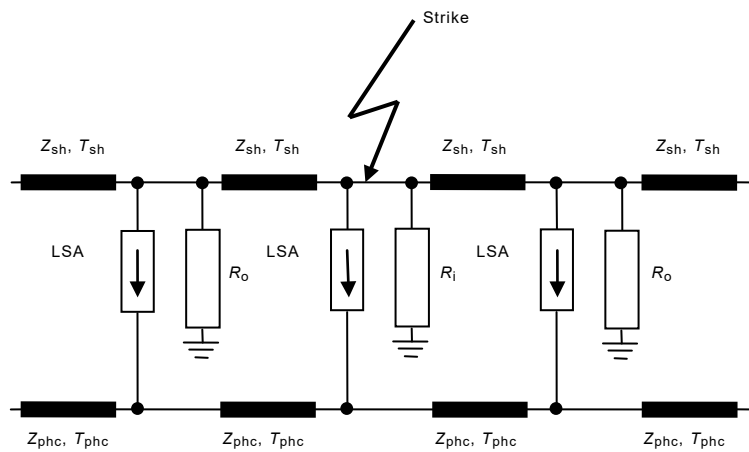 Strike
Zsh, Tsh
Zsh, Tsh
Zsh, Tsh
Zsh, Tsh
LSA
Ro
LSA
Ri
LSA
Ro
Zphc, Tphc
Zphc, Tphc
Zphc, Tphc
Zphc, Tphc